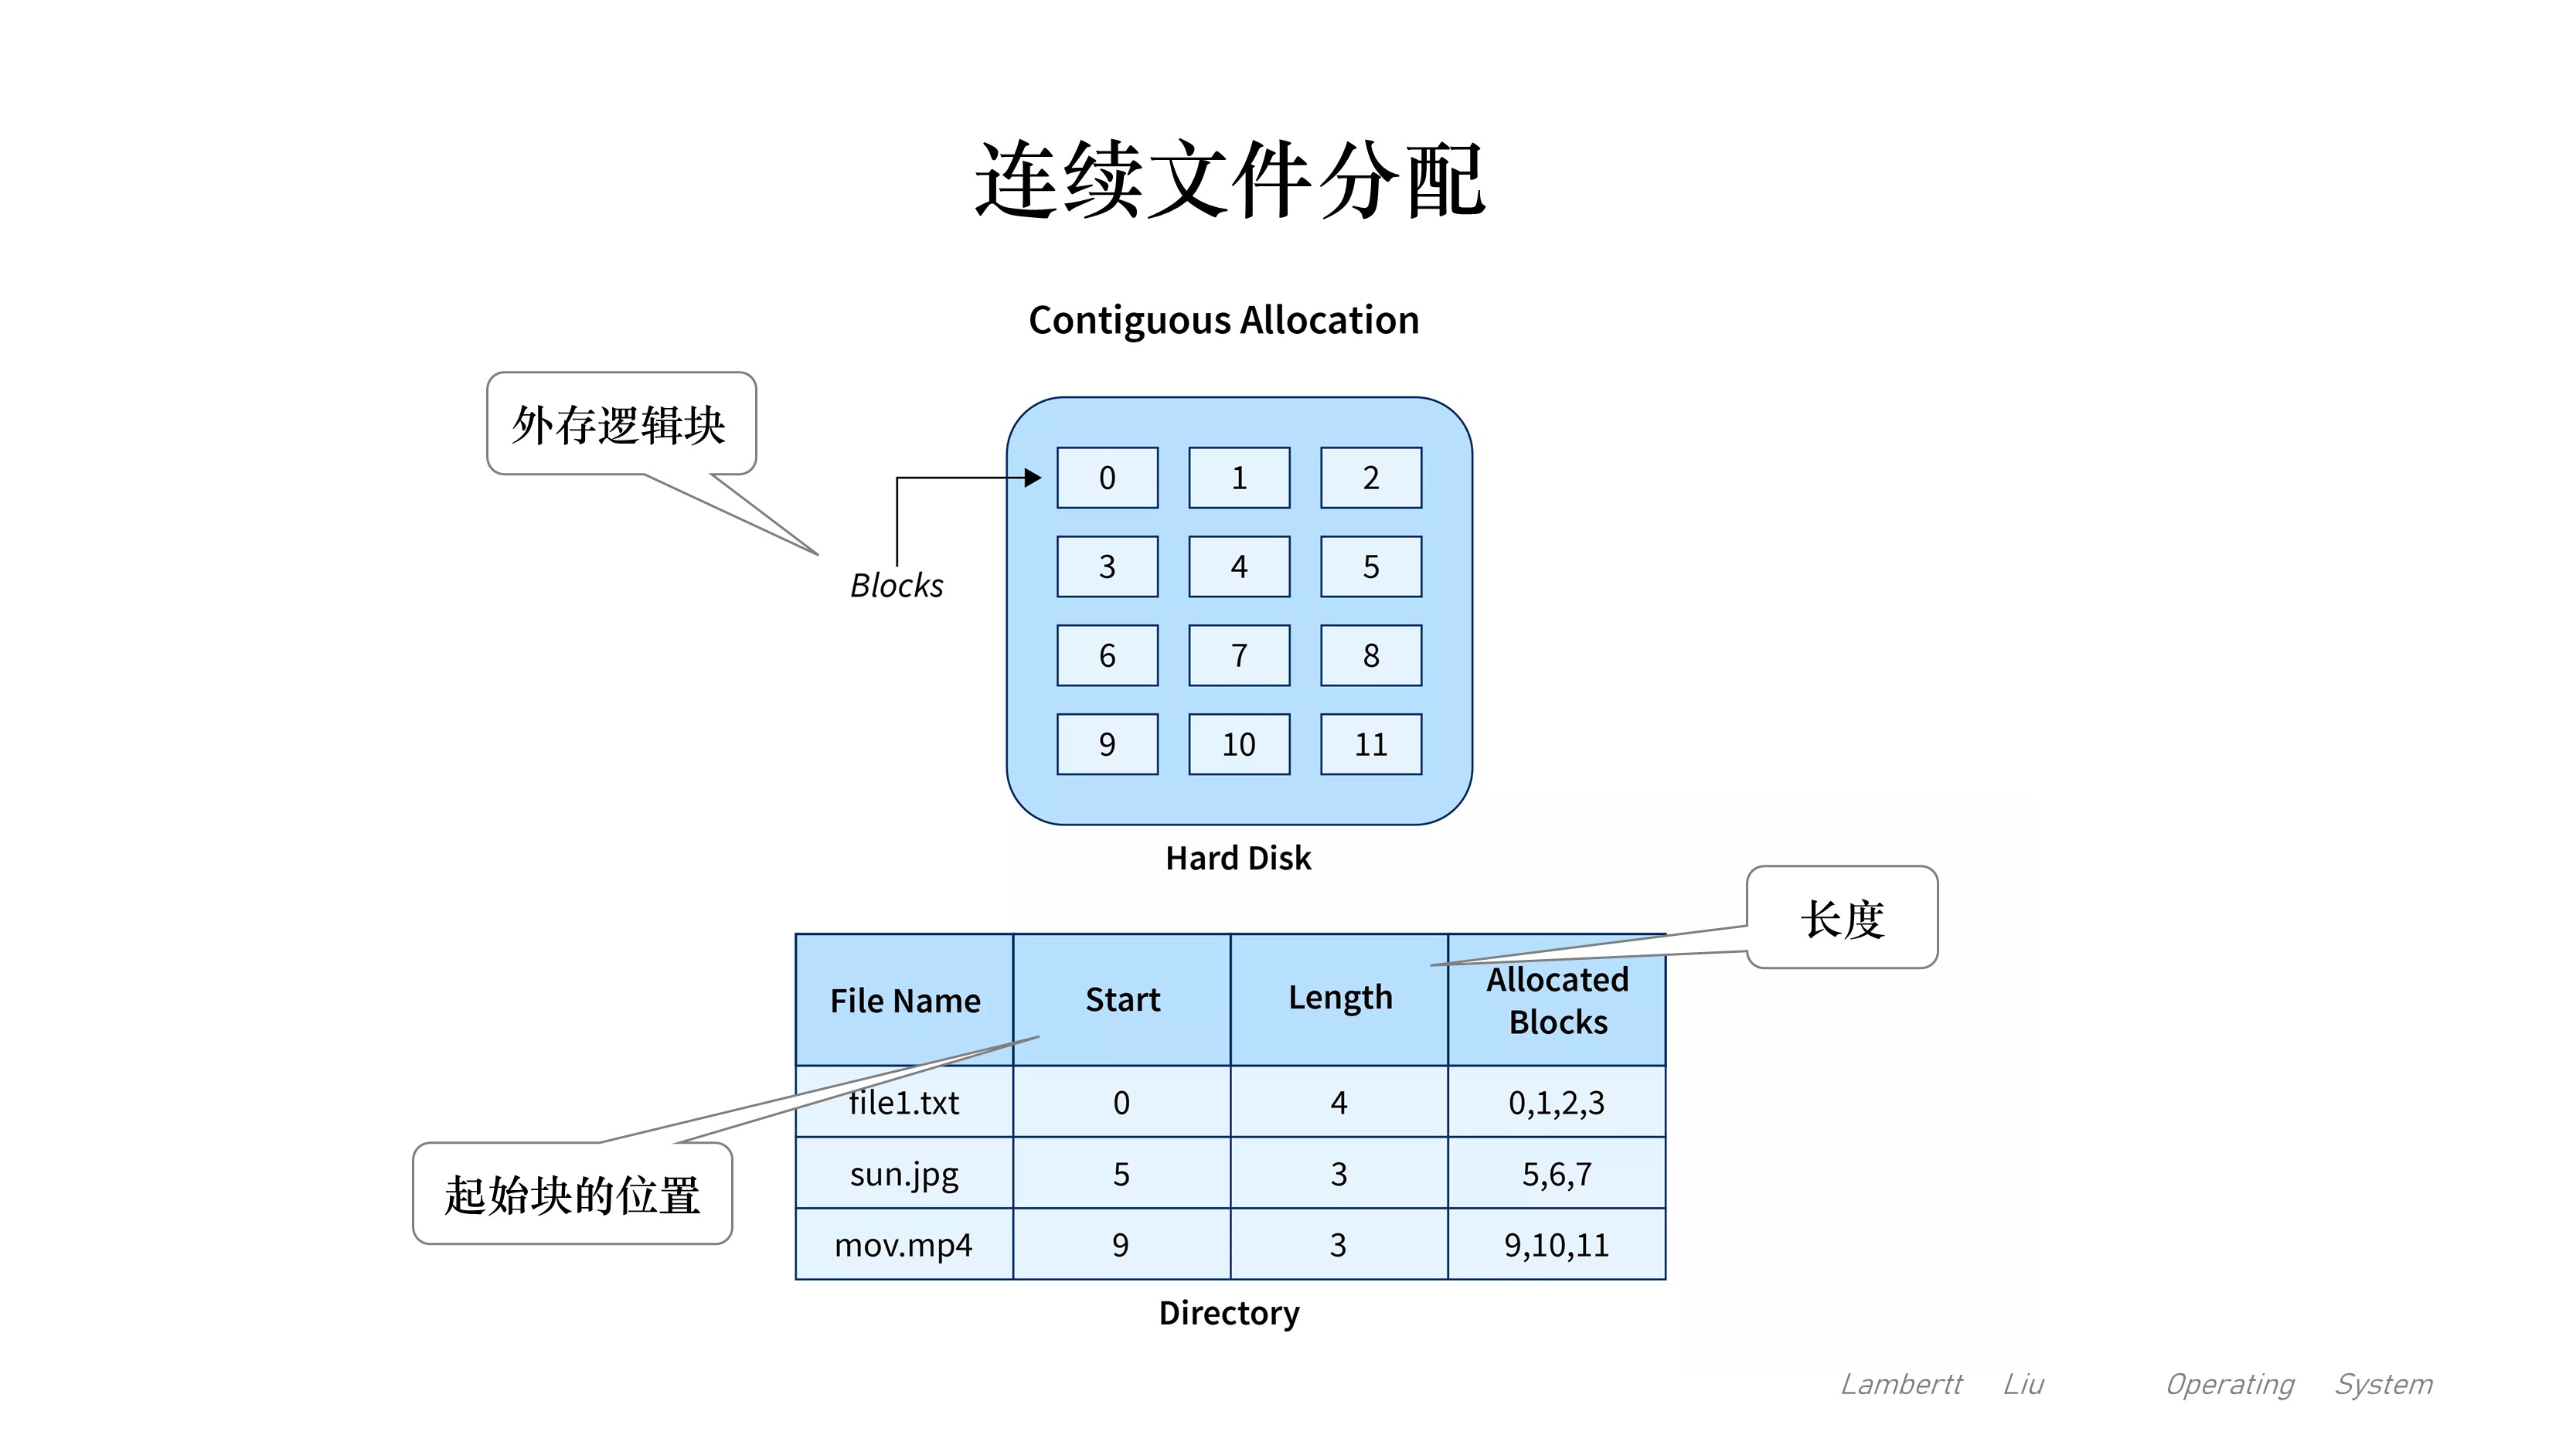 连续文件分配
Contiguous Allocation
外存逻辑块
Blocks
0 1 2
3 4 5
6 7 8
9 10 11
Hard Disk
长度
File Name Start Length Allocated Blocks
file1.txt 0 4 0,1,2,3
sun.jpg 5 3 5,6,7
mov.mp4 9 3 9,10,11
起始块的位置
Directory
Lambertt Liu Operating System